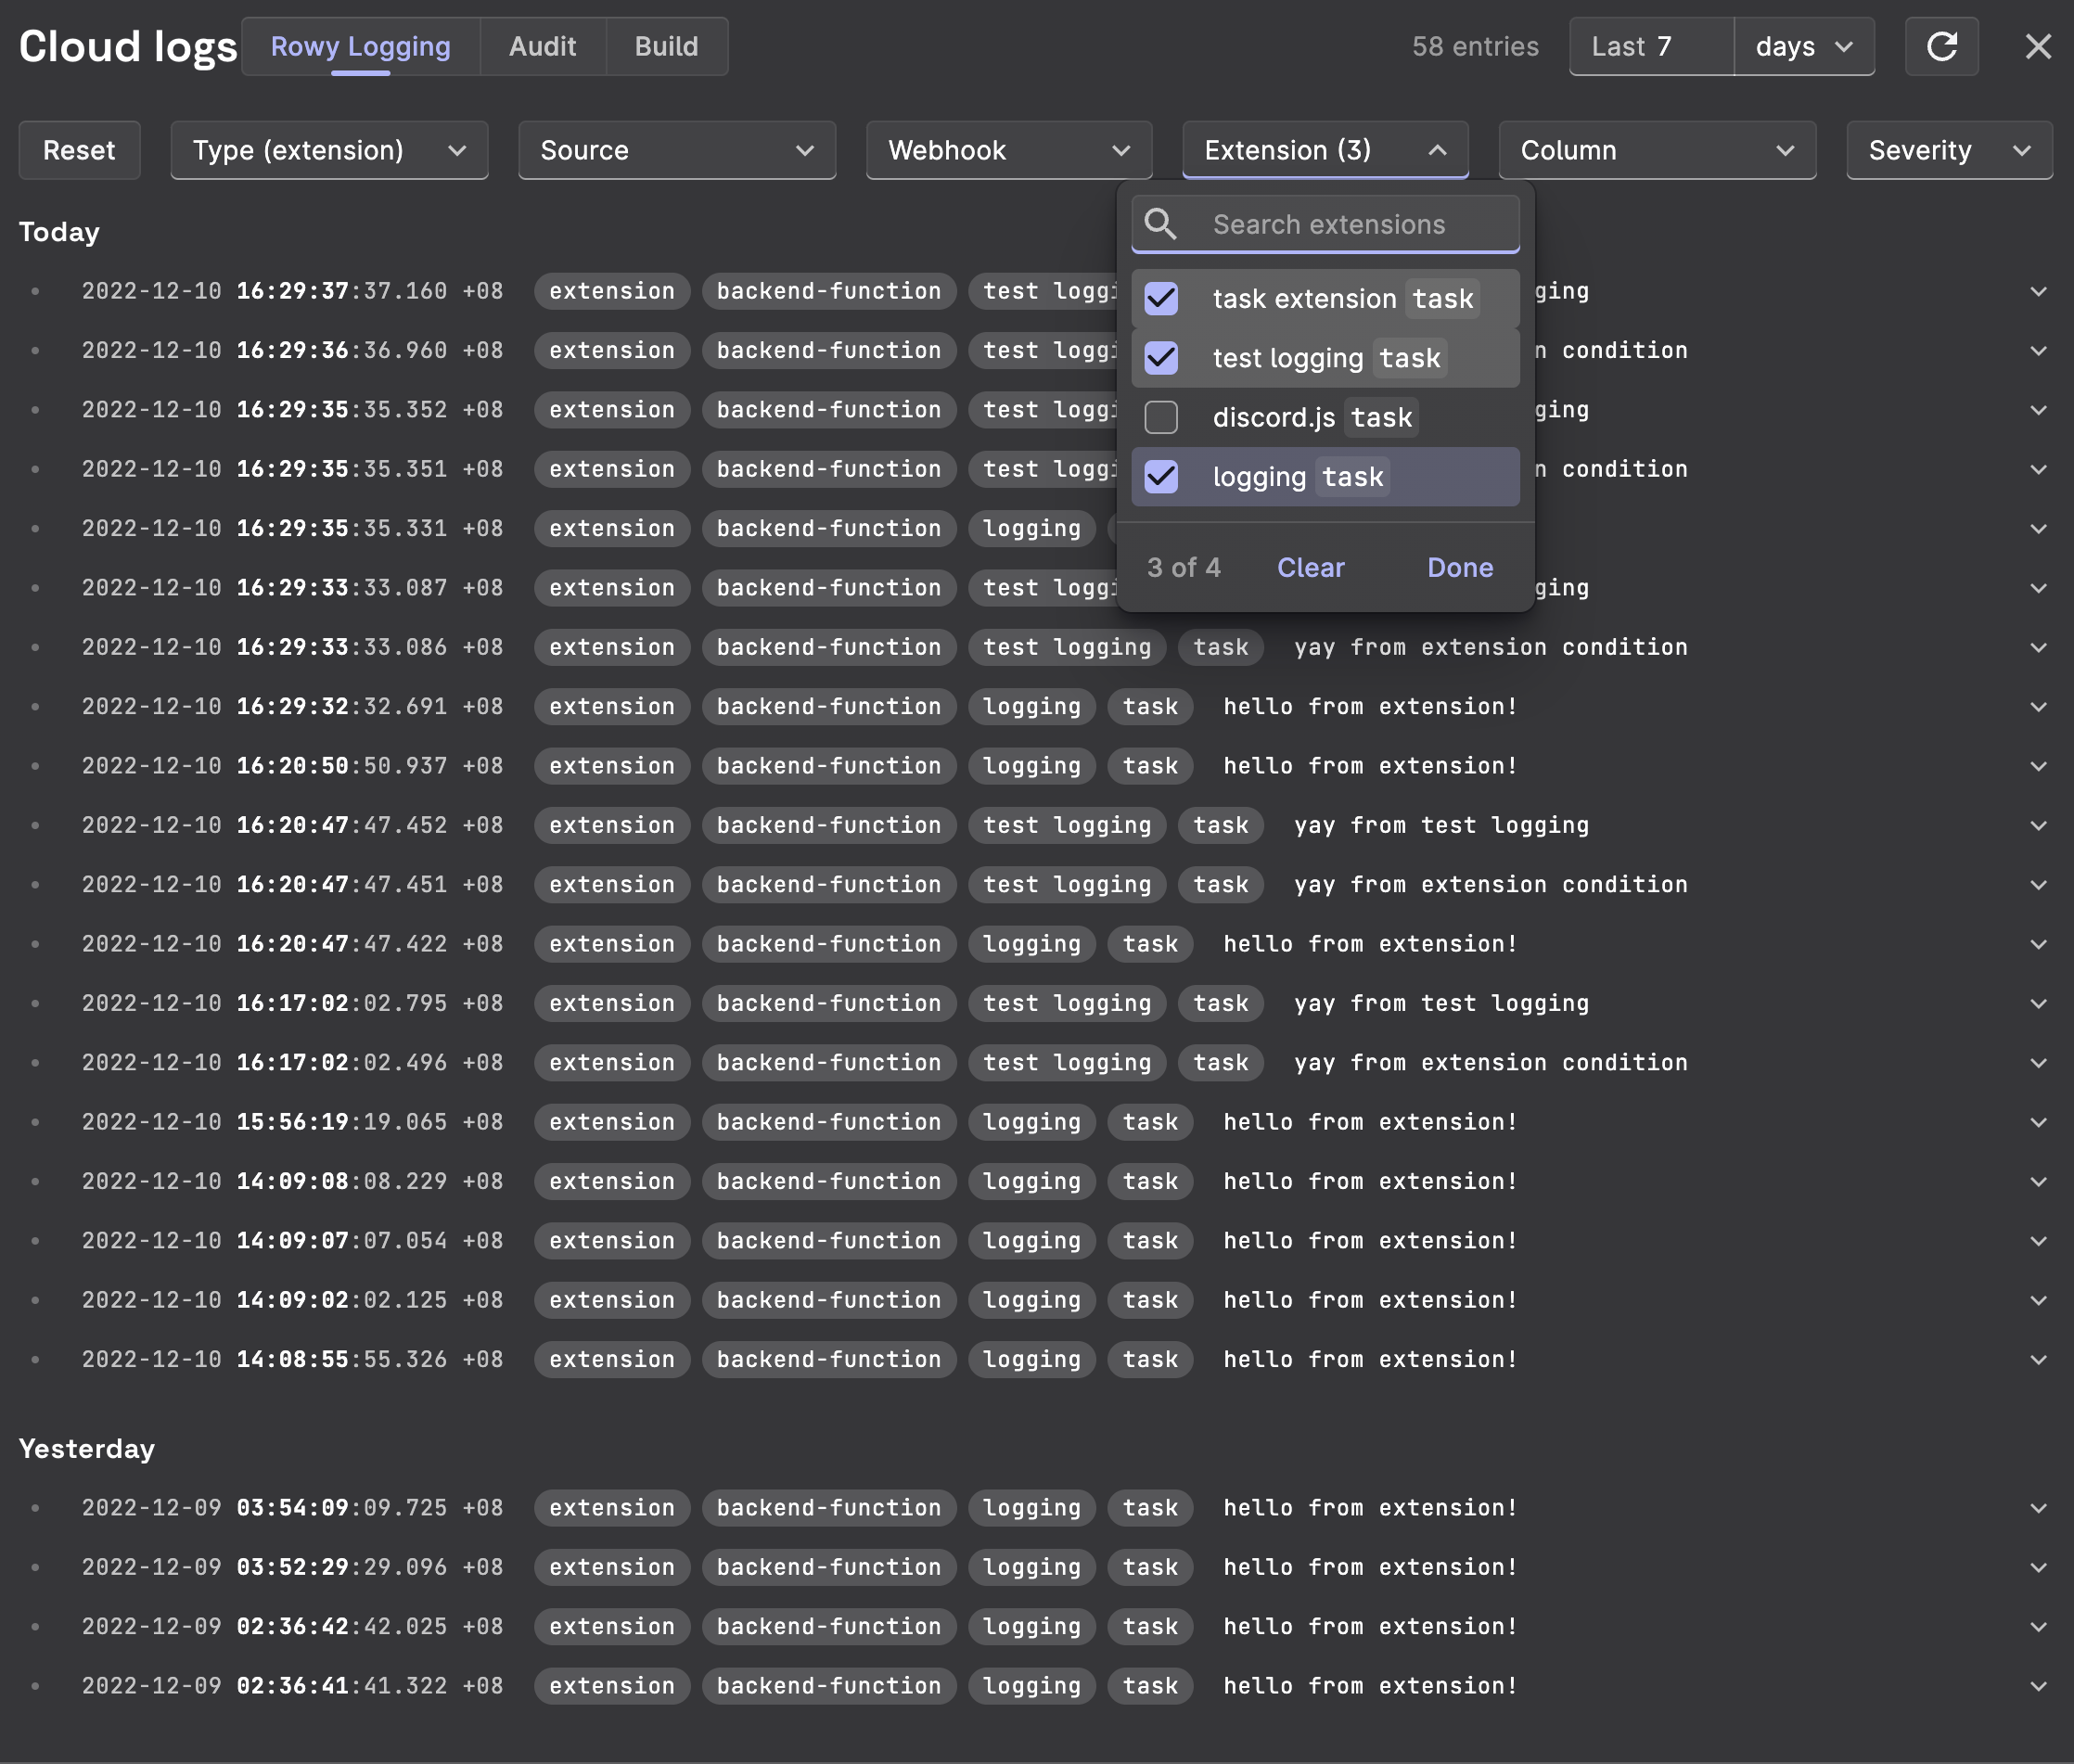 Cloud logs Rowy Logging Audit Build 58 entries Last 7 days
Reset Type (extension) Source Webhook Extension (3) Column Severity
Search extensions
task extension task
test logging task
discord.js task
logging task
3 of 4 Clear Done
Today
2022-12-10 16:29:37:37.160 +08 extension backend-function test
2022-12-10 16:29:36:36.960 +08 extension backend-function test condition
2022-12-10 16:29:35:35.352 +08 extension backend-function test
2022-12-10 16:29:35:35.351 +08 extension backend-function test condition
2022-12-10 16:29:35:35.331 +08 extension backend-function logging
2022-12-10 16:29:33:33.087 +08 extension backend-function test
2022-12-10 16:29:33:33.086 +08 extension backend-function test logging task yay from extension condition
2022-12-10 16:29:32:32.691 +08 extension backend-function logging task hello from extension!
2022-12-10 16:20:50:50.937 +08 extension backend-function logging task hello from extension!
2022-12-10 16:20:47:47.452 +08 extension backend-function test logging task yay from test logging
2022-12-10 16:20:47:47.451 +08 extension backend-function test logging task yay from extension condition
2022-12-10 16:20:47:47.422 +08 extension backend-function logging task hello from extension!
2022-12-10 16:17:02:02.795 +08 extension backend-function test logging task yay from test logging
2022-12-10 16:17:02:02.496 +08 extension backend-function test logging task yay from extension condition
2022-12-10 15:56:19:19.065 +08 extension backend-function logging task hello from extension!
2022-12-10 14:09:08:08.229 +08 extension backend-function logging task hello from extension!
2022-12-10 14:09:07:07.054 +08 extension backend-function logging task hello from extension!
2022-12-10 14:09:02:02.125 +08 extension backend-function logging task hello from extension!
2022-12-10 14:08:55:55.326 +08 extension backend-function logging task hello from extension!
Yesterday
2022-12-09 03:54:09:09.725 +08 extension backend-function logging task hello from extension!
2022-12-09 03:52:29:29.096 +08 extension backend-function logging task hello from extension!
2022-12-09 02:36:42:42.025 +08 extension backend-function logging task hello from extension!
2022-12-09 02:36:41:41.322 +08 extension backend-function logging task hello from extension!